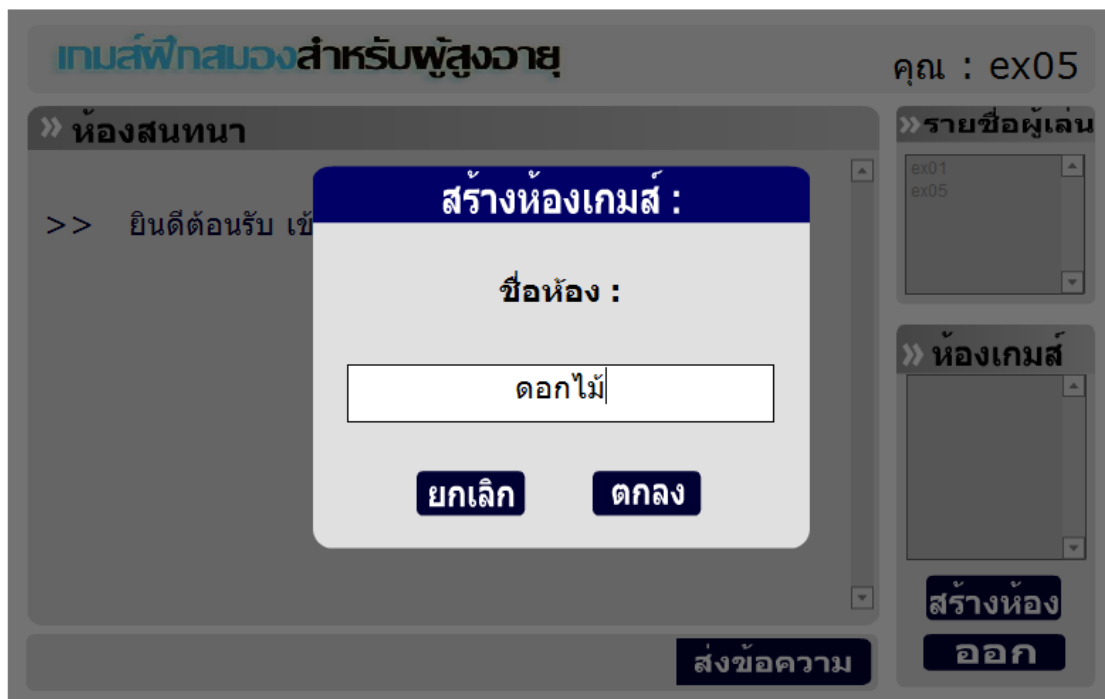 เกมส์ฝึกสมองสำหรับผู้สูงอายุ
คุณ : ex05
» ห้องสนทนา
»รายชื่อผู้เล่น
ex01
ex05
>> ยินดีต้อนรับ เข้
สร้างห้องเกมส์ :
ชื่อห้อง :
ดอกไม้
ยกเลิก ตกลง
» ห้องเกมส์
สร้างห้อง
ส่งข้อความ
ออก